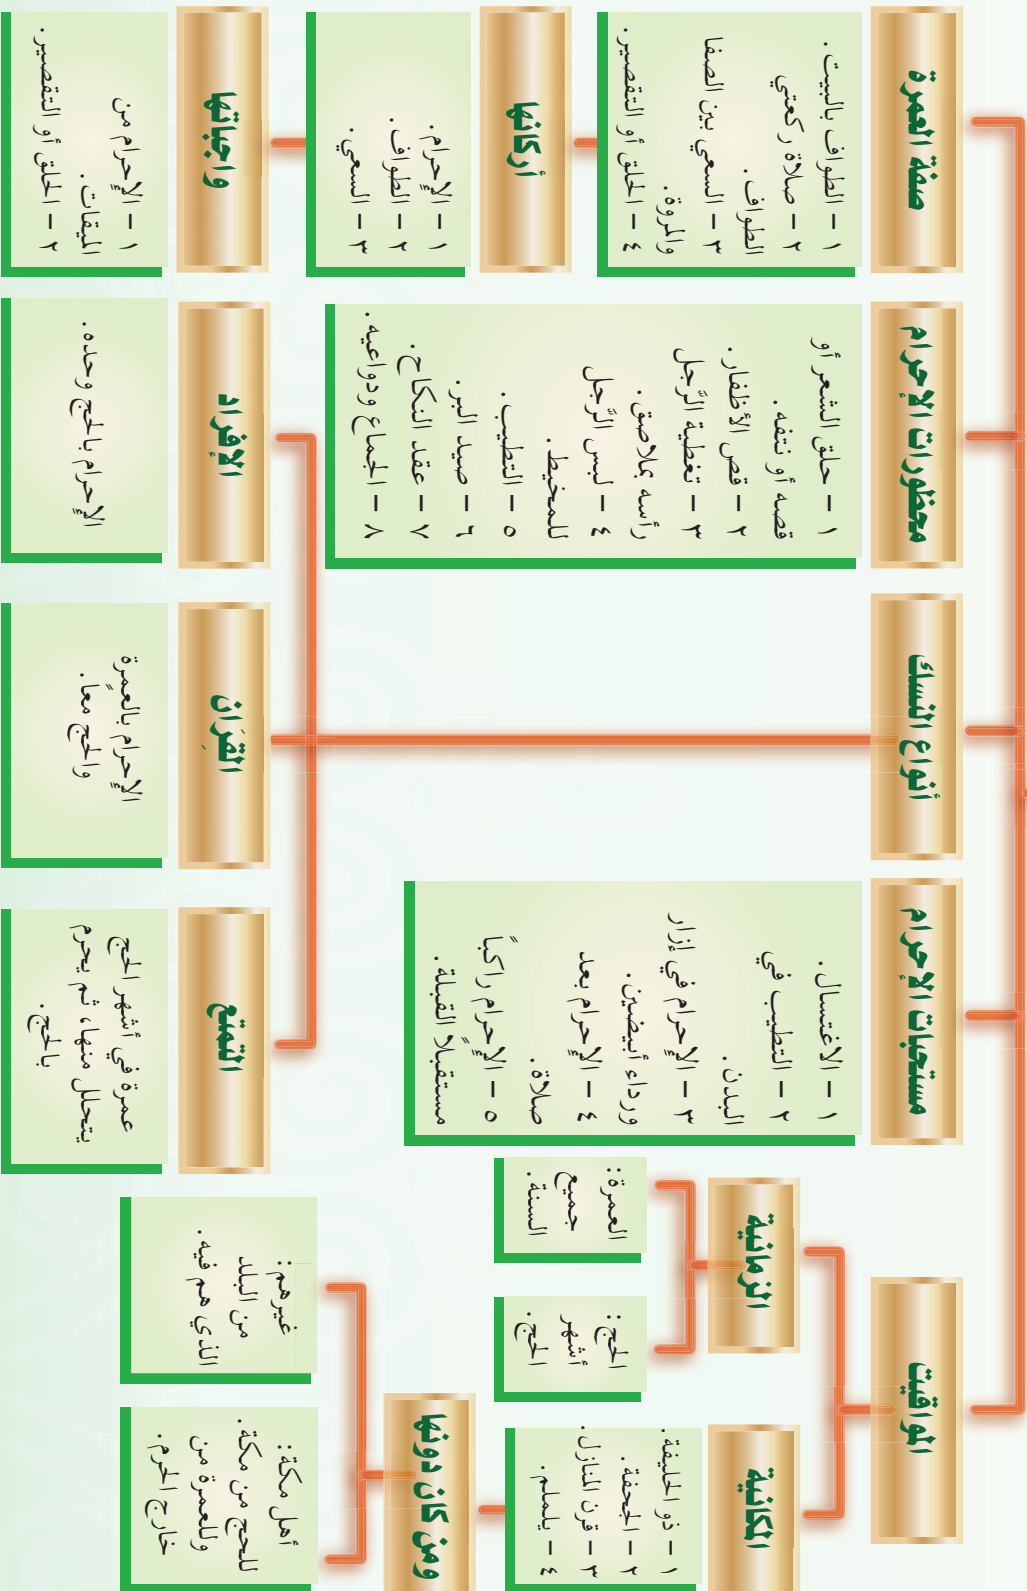 المواقيت
المكانية
١ - ذو الحليفة.
٢ - الجحفة.
٣ - قرن المنازل.
٤ - يلملم.
ومن كان دونها
أهل مكة:
للحج من مكة.
وللعمرة من
خارج الحرم.
غيرهم:
من البلد
الذي هم فيه.
الزمانية
الحج:
أشهر
الحج.
العمرة:
جميع
السنة.
مستحبات الإحرام
١ - الاغتسال.
٢ - التطيب في
البدن.
٣ - الإحرام في إزار
ورداء أبيضين.
٤ - الإحرام بعد
صلاة.
٥ - الإحرام راكباً
مستقبلا القبلة.
أنواع النسك
التمتع
عمرة في أشهر الحج
يتحلل منها، ثم يحرم
بالحج.
القِرَان
الإحرام بالعمرة
والحج معا.
الإفراد
الإحرام بالحج وحده.
محظورات الإحرام
١ - حلق الشعر أو
قصه أو نتفه.
٢ - قص الأظفار.
٣ - تغطية الرَّجل
رأسه بملاصق.
٤ - لبس الرَّجل
للمخيط.
٥ - التطيب.
٦ - صيد البر.
٧ - عقد النكاح.
٨ - الجماع ودواعيه.
صفة العمرة
١ - الطواف بالبيت.
٢ - صلاة ركعتي
الطواف.
٣ - السعي بين الصفا
والمروة.
٤ - الحلق أو التقصير.
أركانها
١ - الإحرام.
٢ - الطواف.
٣ - السعي.
واجباتها
١ - الإحرام من
الميقات.
٢ - الحلق أو التقصير.